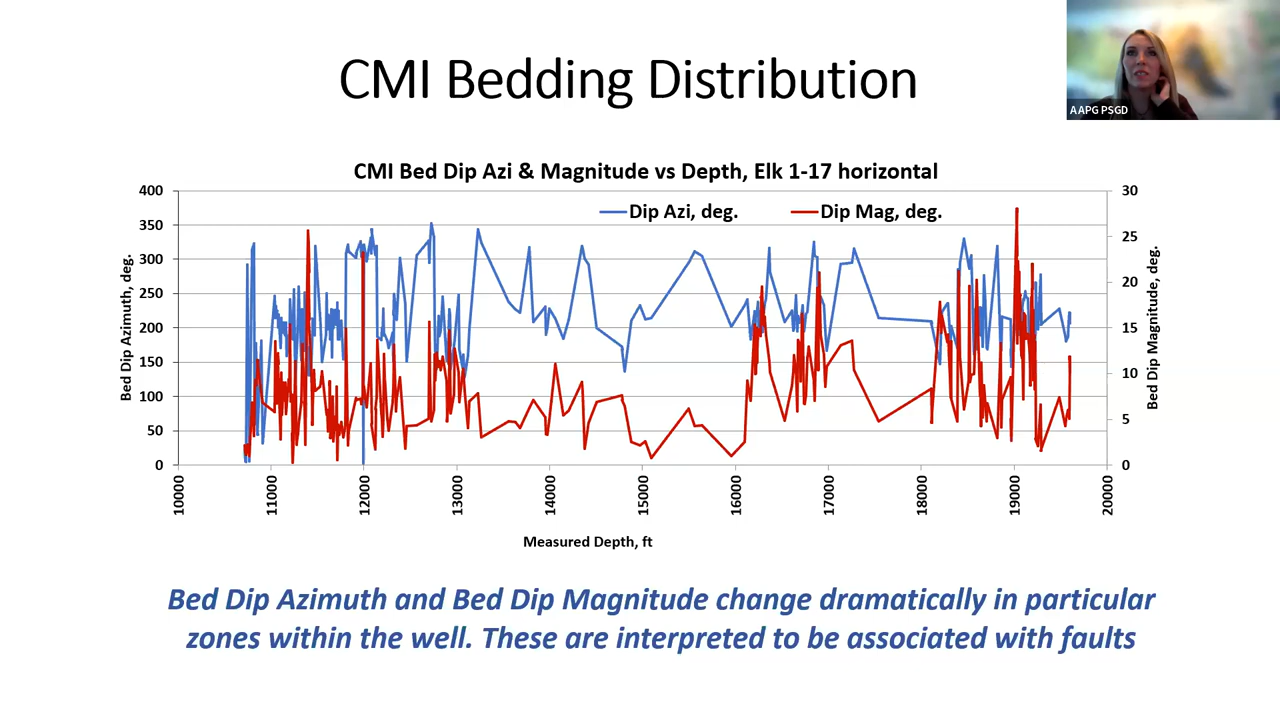 CMI Bedding Distribution
AAPG PSGD
CMI Bed Dip Azi & Magnitude vs Depth, Elk 1-17 horizontal
Dip Azi, deg.
Dip Mag, deg.
Bed Dip Azimuth, deg.
400
350
300
250
200
150
100
50
0
30
25
20
15
10
5
0
Bed Dip Magnitude, deg.
10000
11000
12000
13000
14000
15000
16000
17000
18000
19000
20000
Measured Depth, ft
Bed Dip Azimuth and Bed Dip Magnitude change dramatically in particular
zones within the well. These are interpreted to be associated with faults